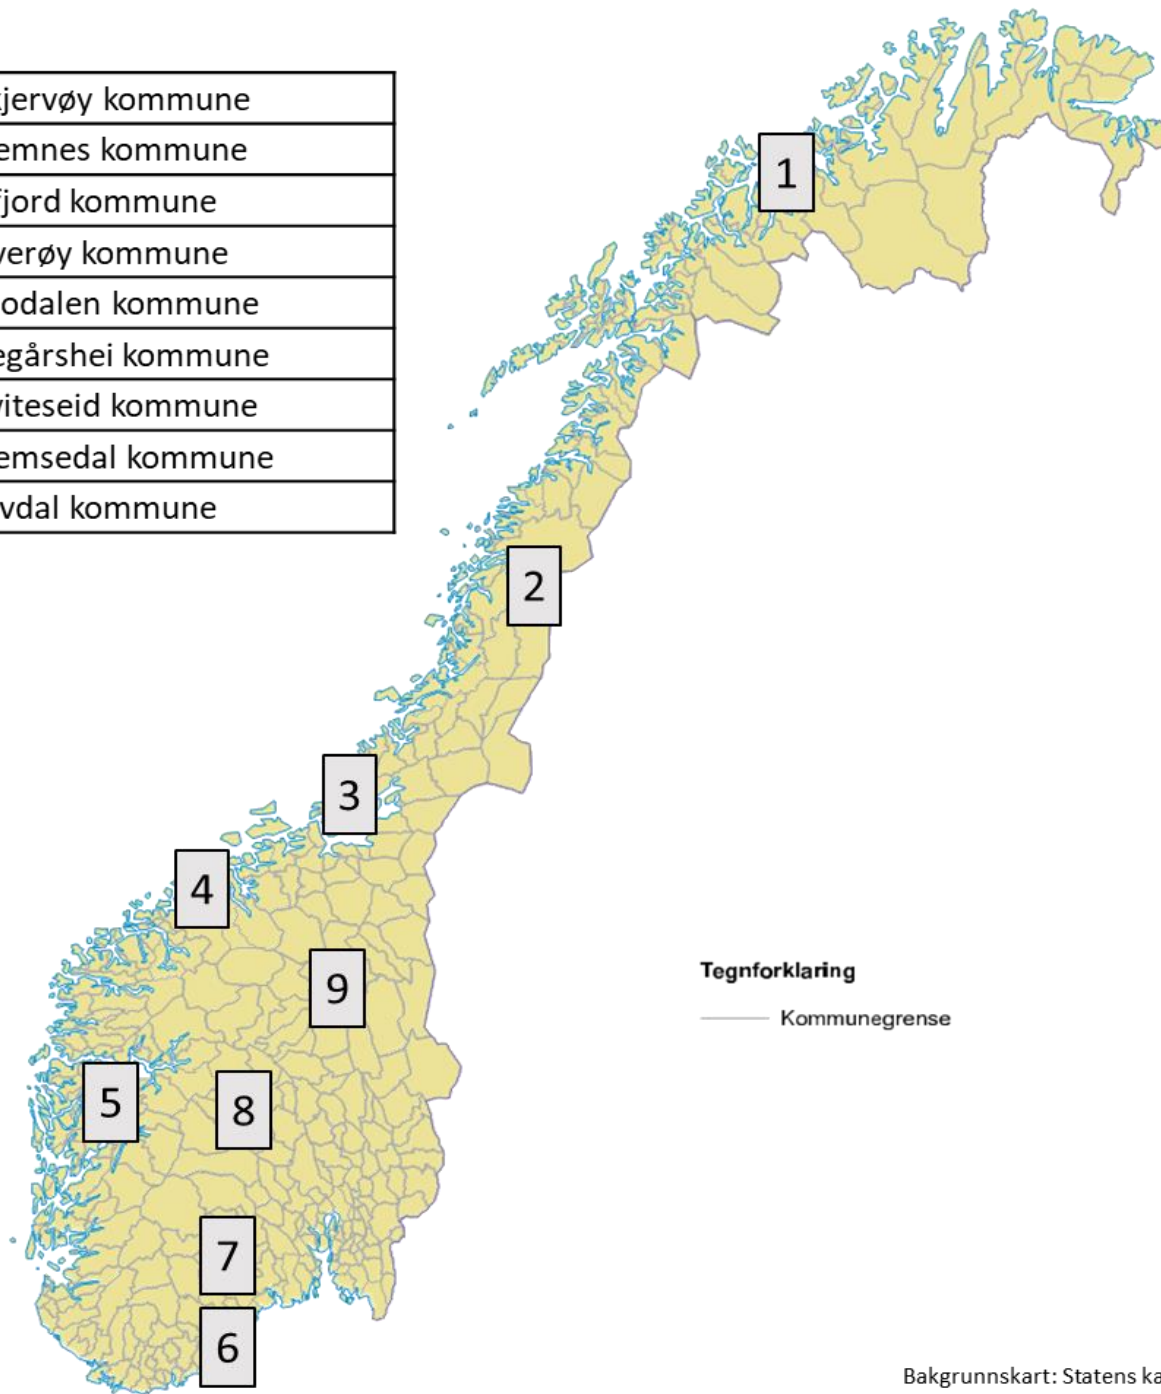 jervøy kommune
emnes kommune
fjord kommune
verøy kommune
odalen kommune
egårshei kommune
viteseid kommune
emsedal kommune
vdal kommune
1
2
3
4
9
5
8
7
6
Tegnforklaring
Kommunegrense
Bakgrunnskart: Statens ka